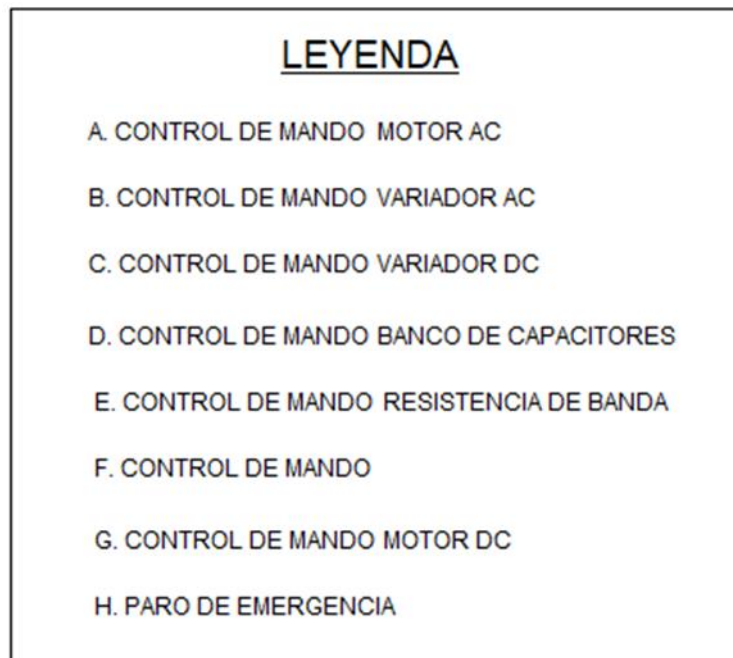 LEYENDA
A. CONTROL DE MANDO MOTOR AC
B. CONTROL DE MANDO VARIADOR AC
C. CONTROL DE MANDO VARIADOR DC
D. CONTROL DE MANDO BANCO DE CAPACITORES
E. CONTROL DE MANDO RESISTENCIA DE BANDA
F. CONTROL DE MANDO
G. CONTROL DE MANDO MOTOR DC
H. PARO DE EMERGENCIA